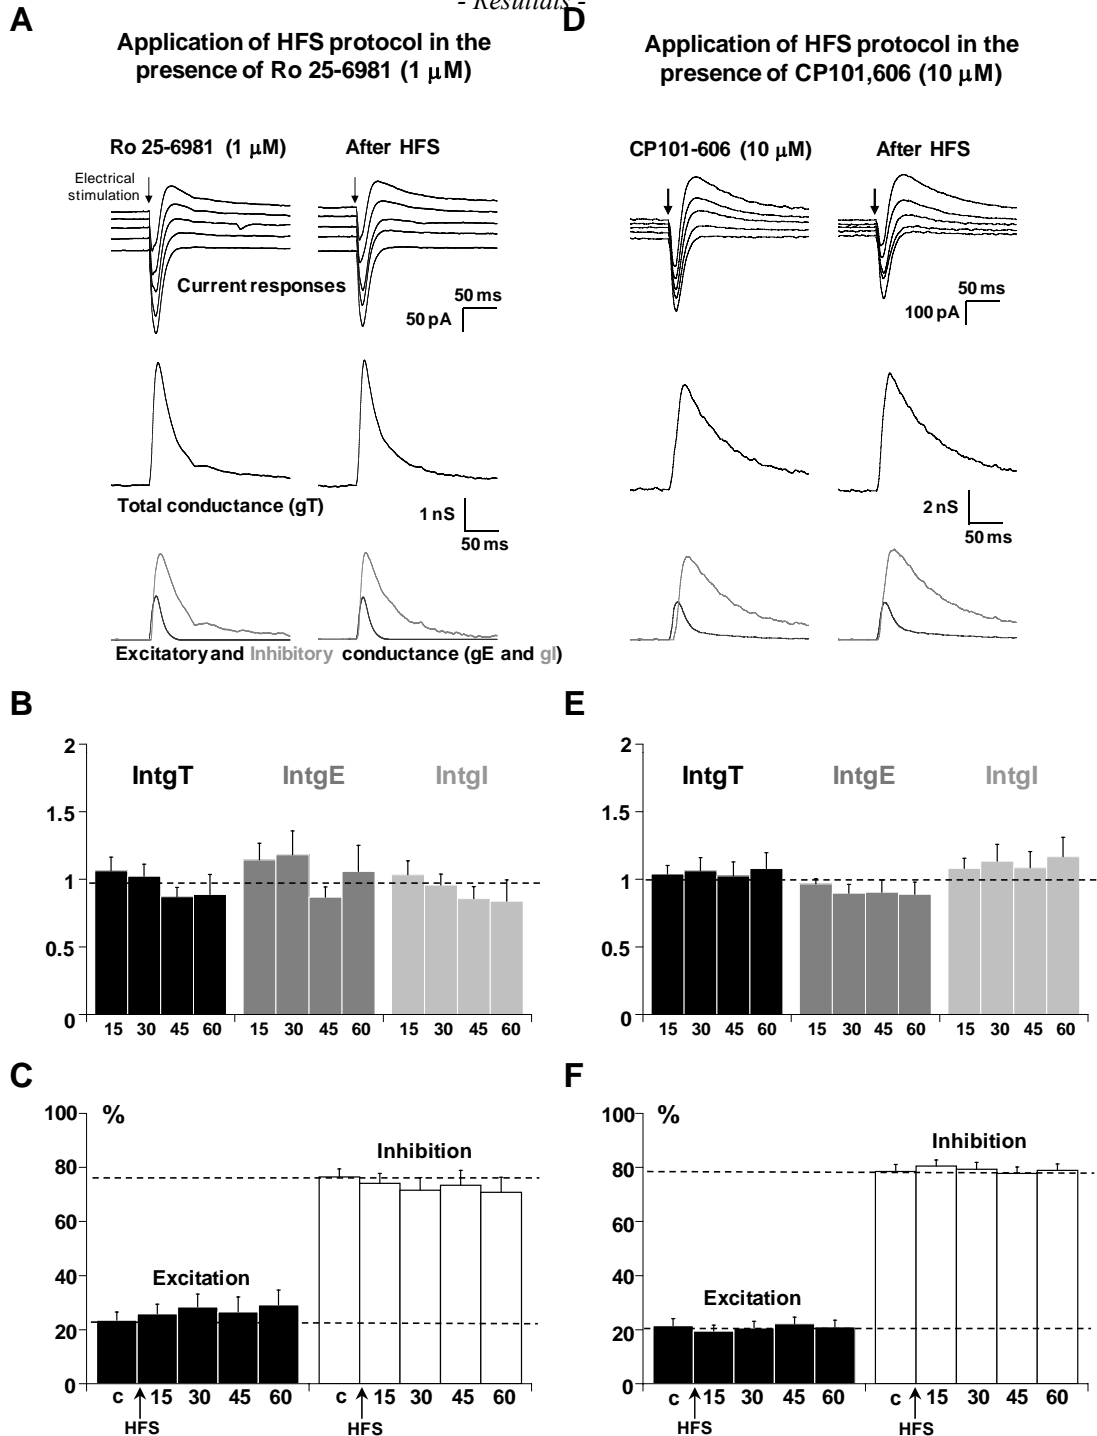 - Résultats -
A
Application of HFS protocol in the
presence of Ro 25-6981 (1 µM)
Ro 25-6981 (1 µM)
After HFS
Electrical
stimulation
Current responses
50 ms
50 pA
Total conductance (gT)
1 nS
50 ms
Excitatory and Inhibitory conductance (gE and gI)
D
Application of HFS protocol in the
presence of CP101,606 (10 µM)
CP101-606 (10 µM)
After HFS
50 ms
100 pA
2 nS
50 ms
B
2
1.5
1
0.5
0
IntgT
IntgE
IntgI
15 30 45 60 15 30 45 60 15 30 45 60
E
2
1.5
1
0.5
0
IntgT
IntgE
IntgI
15 30 45 60 15 30 45 60 15 30 45 60
C
100
80
60
40
20
0
%
Inhibition
Excitation
c 15 30 45 60 c 15 30 45 60
HFS
HFS
F
100
80
60
40
20
0
%
Inhibition
Excitation
c 15 30 45 60 c 15 30 45 60
HFS
HFS